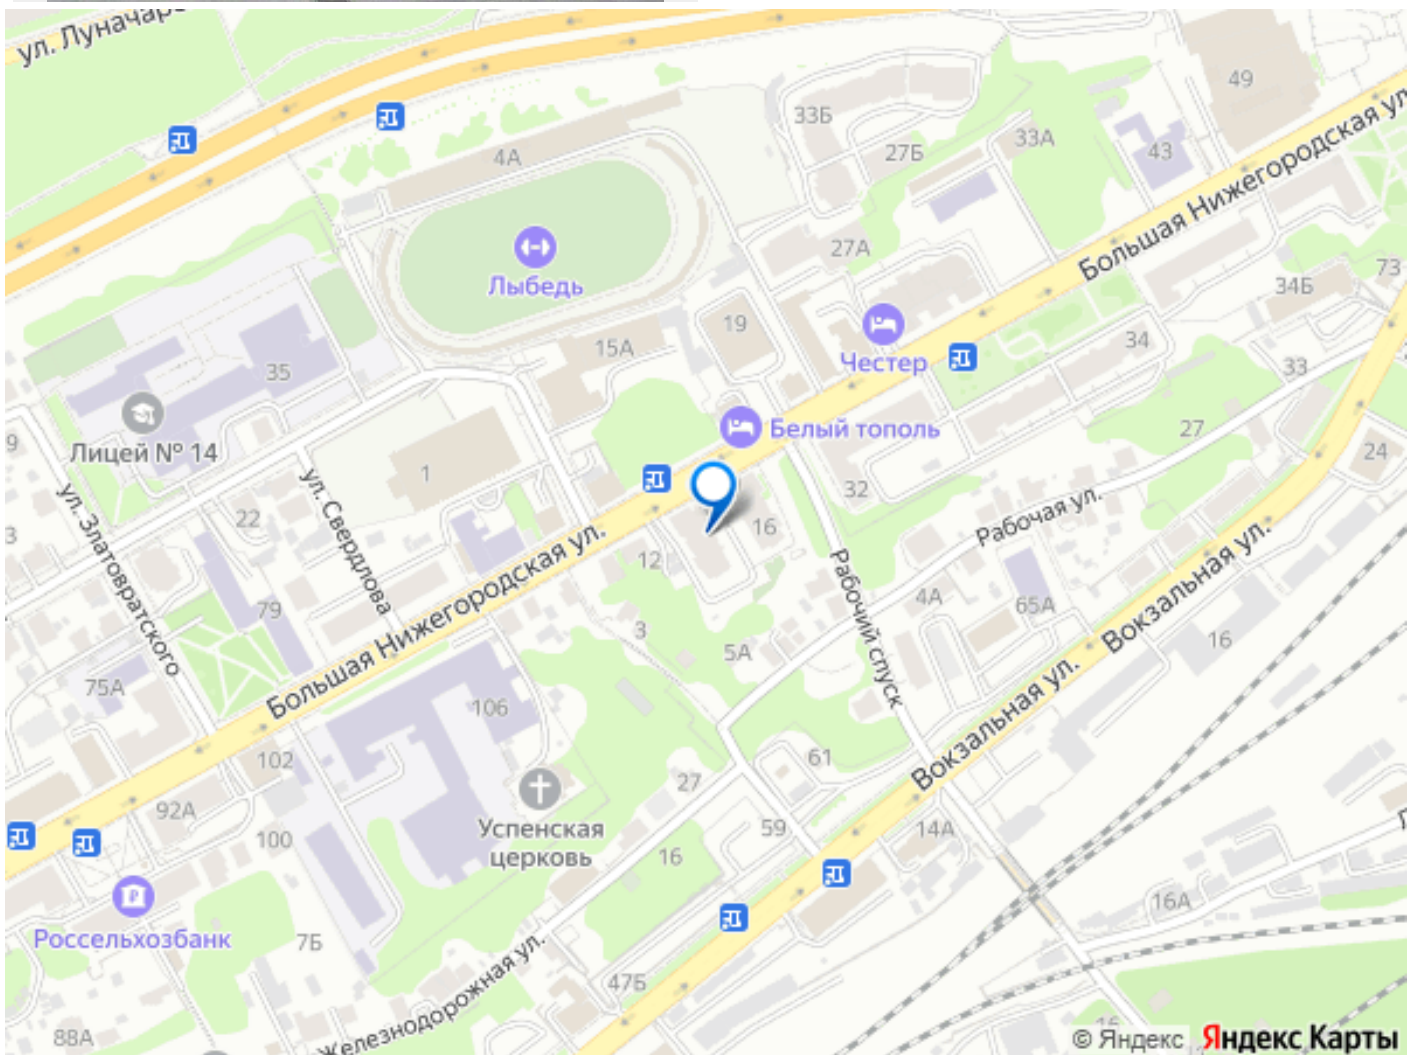 ул. Луначарс
49
33Б
33А
43
27Б
4А
Большая Нижегородская ул.
27А
73
Лыбедь
34Б
19
15А
34
Честер
33
35
Белый тополь
27
9
Лицей № 14
24
1
32
ул. Златовратского
ул. Свердлова
22
16
Рабочая ул.
3
Большая Нижегородская ул.
12
Рабочий спуск
79
4А
65А
Вокзальная ул.
3
5А
16
75А
106
Вокзальная ул.
102
61
27
92А
Успенская
церковь
59
14А
100
16
16А
Россельхозбанк
7Б
Железнодорожная ул.
47Б
88А
16
© Яндекс Яндекс Карты